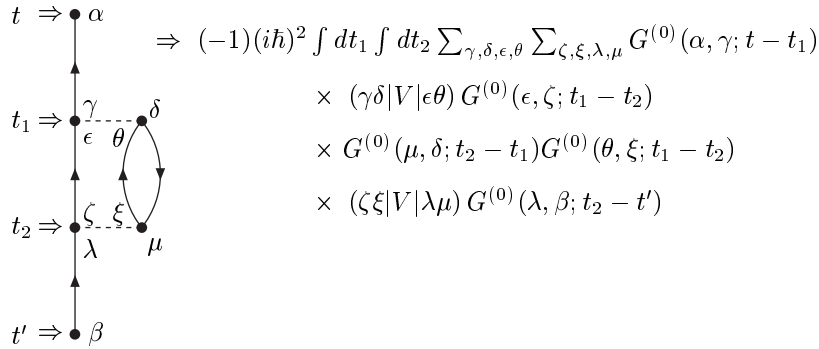 t ⇒ α
⇒ (−1)(iℏ)² ∫ dt₁ ∫ dt₂ ∑_{γ,δ,ϵ,θ} ∑_{ζ,ξ,λ,μ} G⁽⁰⁾(α, γ; t − t₁)
× (γδ|V|ϵθ) G⁽⁰⁾(ϵ, ζ; t₁ − t₂)
γ δ
t₁ ⇒
ϵ θ
× G⁽⁰⁾(μ, δ; t₂ − t₁)G⁽⁰⁾(θ, ξ; t₁ − t₂)
× (ζξ|V|λμ) G⁽⁰⁾(λ, β; t₂ − t′)
ζ ξ
t₂ ⇒
λ μ
t′ ⇒ β